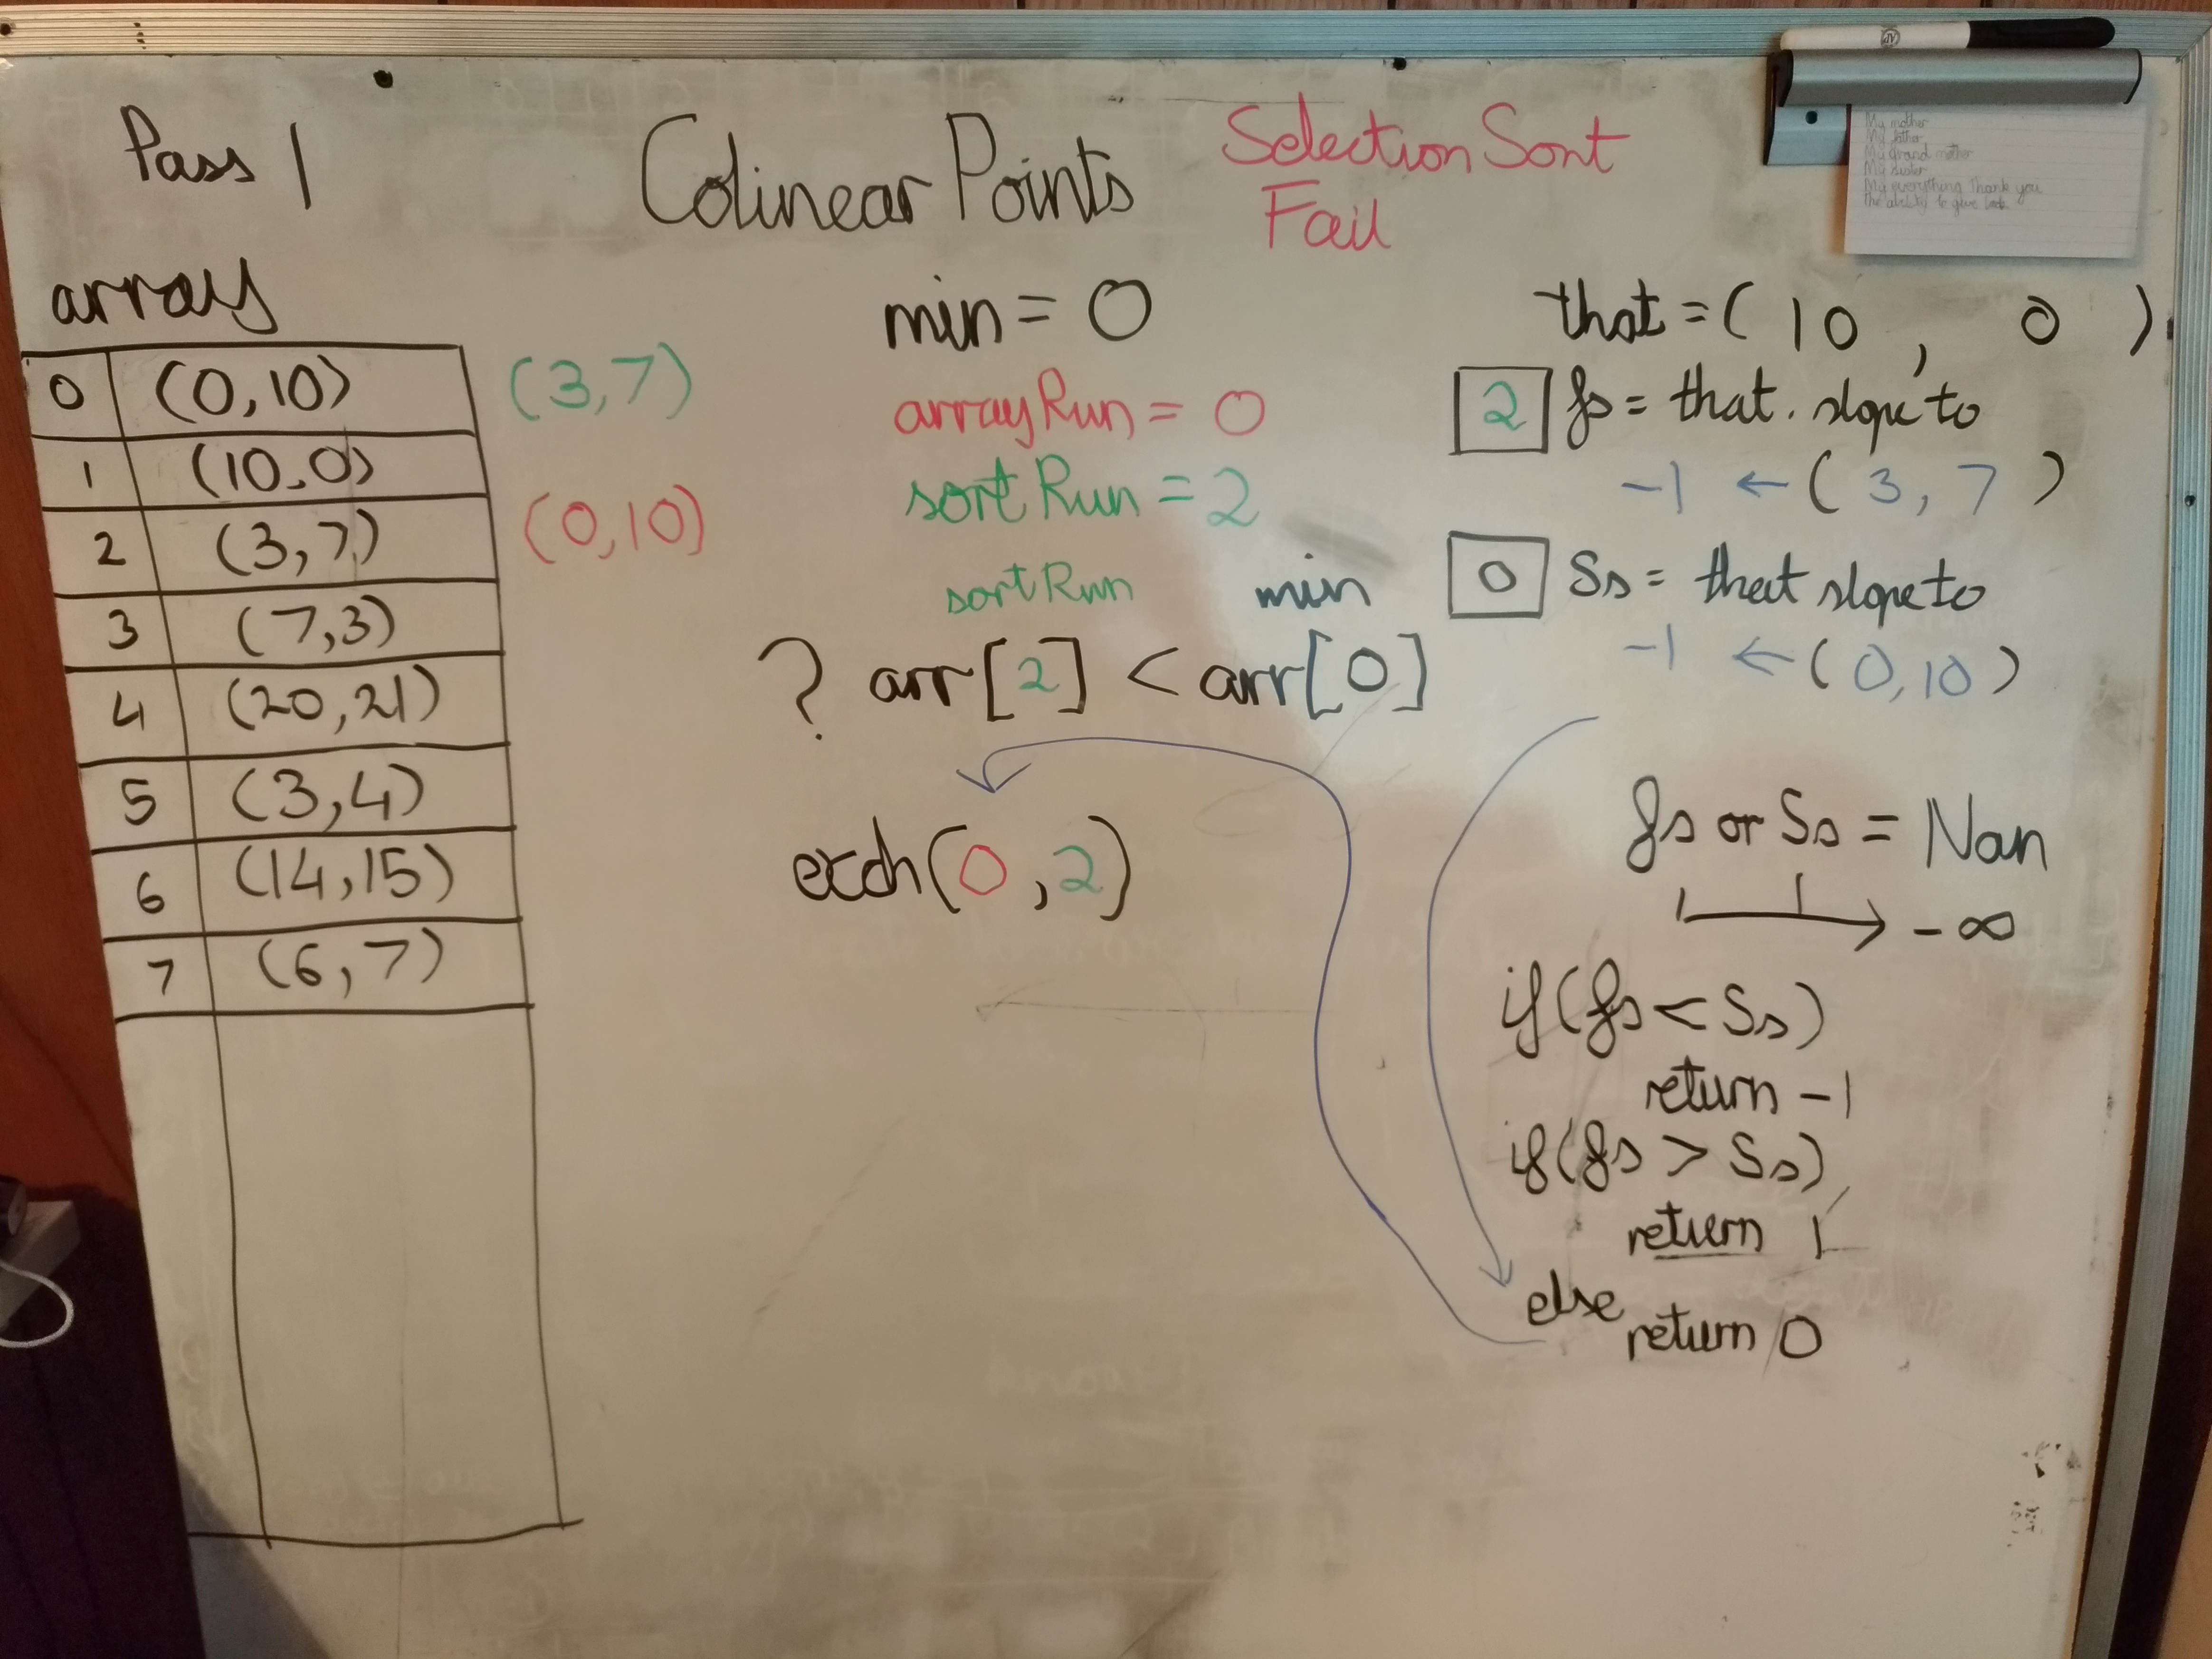 Pass 1
Colinear Points
Selection Sort
Fail
My mother
My father
My grand mother
My sister
My everything thank you
The ability to give back
array
0 (0,10) (3,7)
1 (10,0)
2 (3,7) (0,10)
3 (7,3)
4 (20,21)
5 (3,4)
6 (14,15)
7 (6,7)
min = 0
arrayRun = 0
sortRun = 2
sortRun min
? arr[2] < arr[0]
exch(0,2)
that = (10, 0)
2 fs = that. slope to
-1 ← (3,7)
0 Ss = that slope to
-1 ← (0,10)
fs or Ss = Nan
→ -∞
if(fs < Ss)
return -1
if(fs > Ss)
return 1
else
return 0